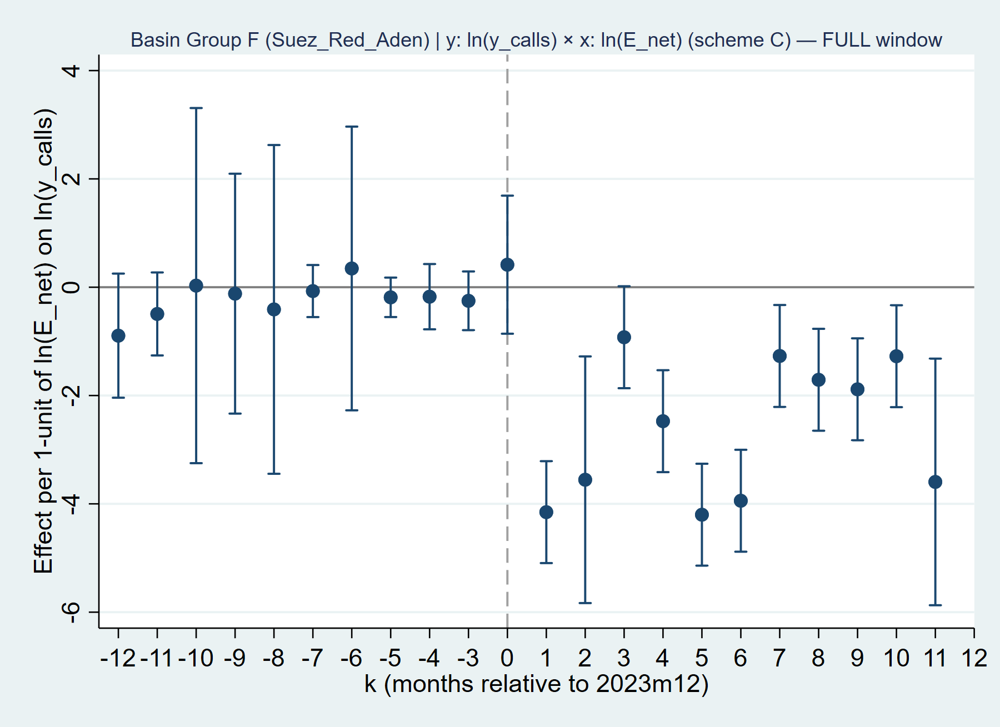 Basin Group F (Suez_Red_Aden) | y: ln(y_calls) × x: ln(E_net) (scheme C) — FULL window
Effect per 1-unit of ln(E_net) on ln(y_calls)
4
2
0
-2
-4
-6
-12 -11 -10 -9 -8 -7 -6 -5 -4 -3 0 1 2 3 4 5 6 7 8 9 10 11 12
k (months relative to 2023m12)